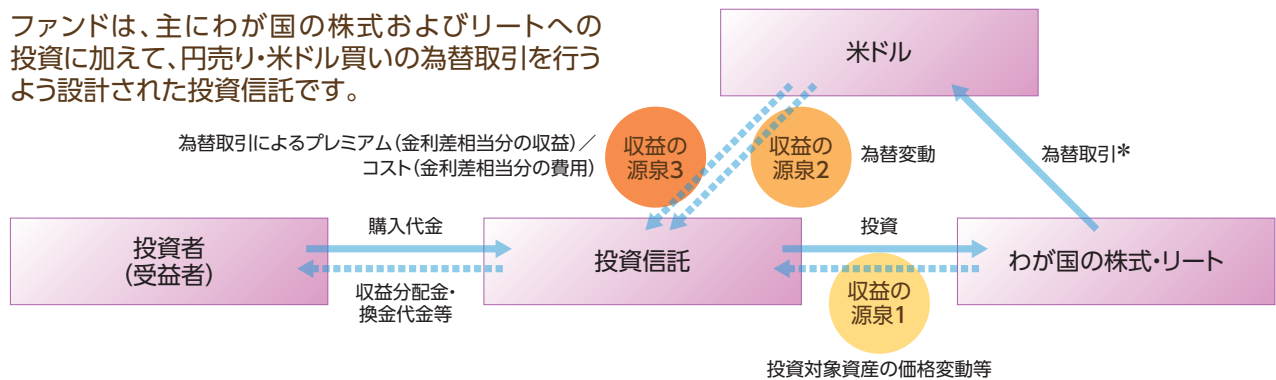 ファンドは、主にわが国の株式およびリートへの
投資に加えて、円売り・米ドル買いの為替取引を行う
よう設計された投資信託です。
米ドル
為替取引によるプレミアム(金利差相当分の収益)/
コスト(金利差相当分の費用)
収益の
源泉3
収益の
源泉2
為替変動
為替取引*
投資者
(受益者)
購入代金
収益分配金・
換金代金等
投資信託
投資
収益の
源泉1
投資対象資産の価格変動等
わが国の株式・リート